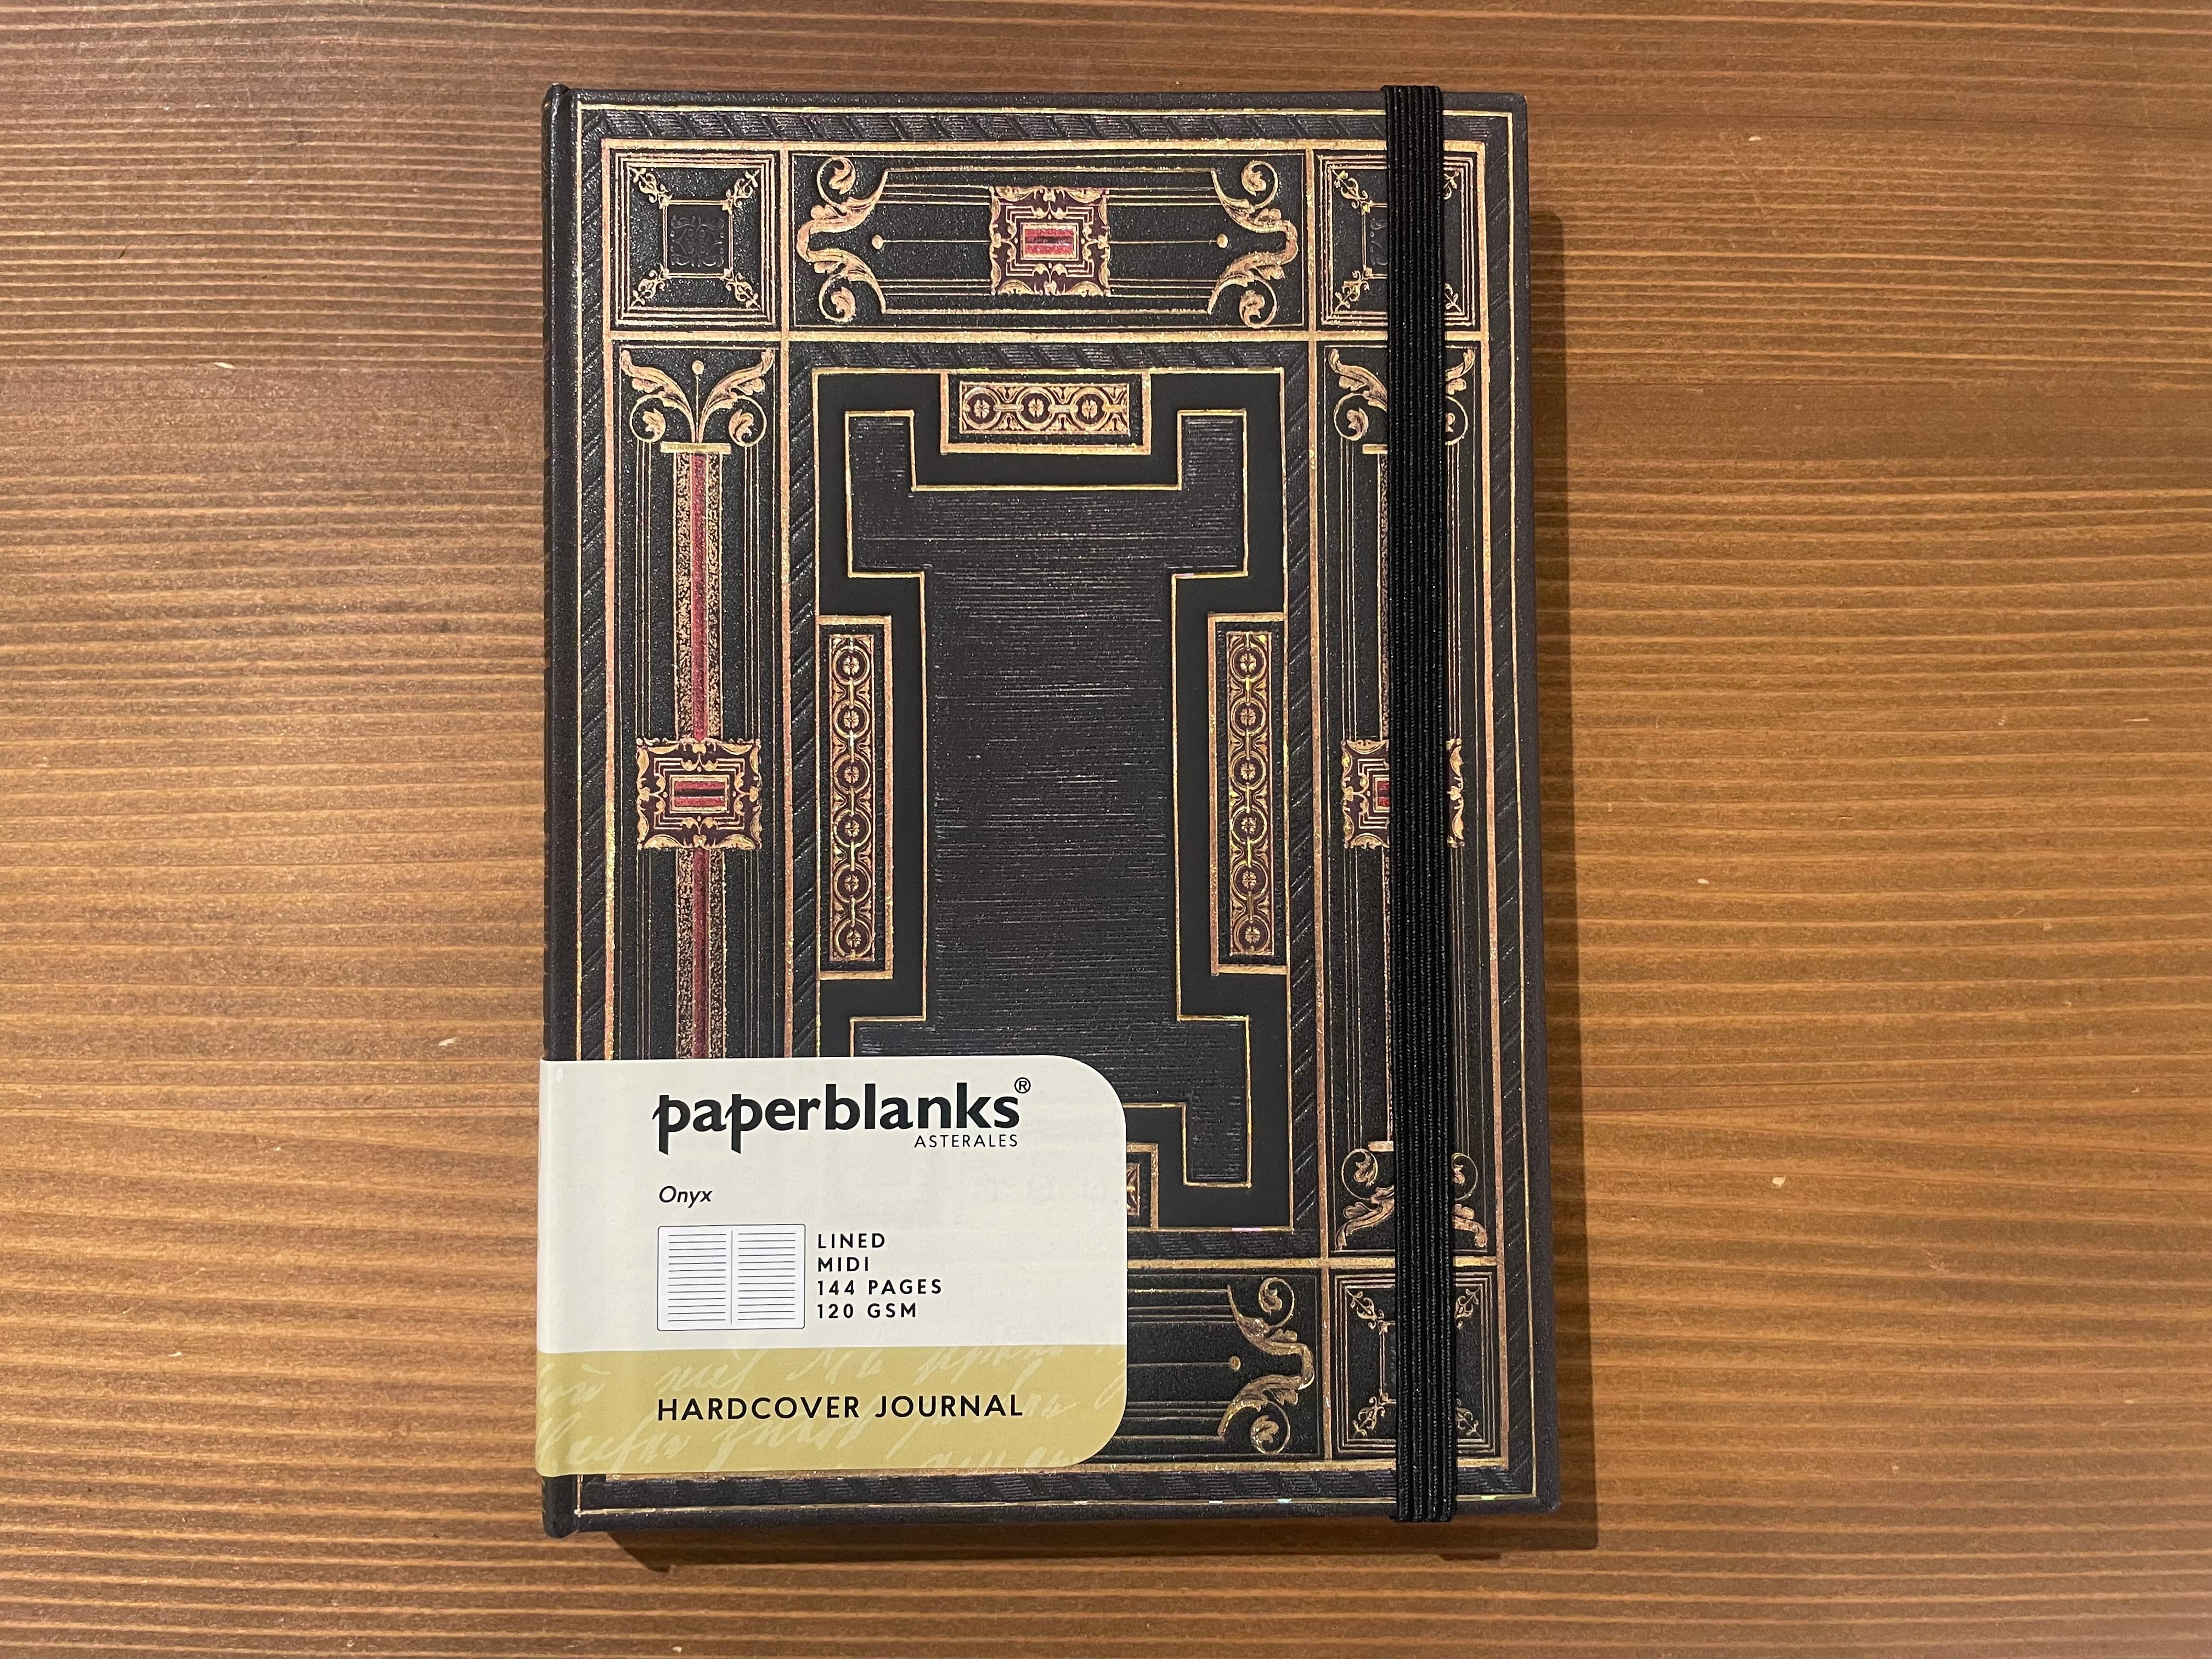 paperblanks®
ASTERALES
Onyx
LINED
MIDI
144 PAGES
120 GSM
HARDCOVER JOURNAL